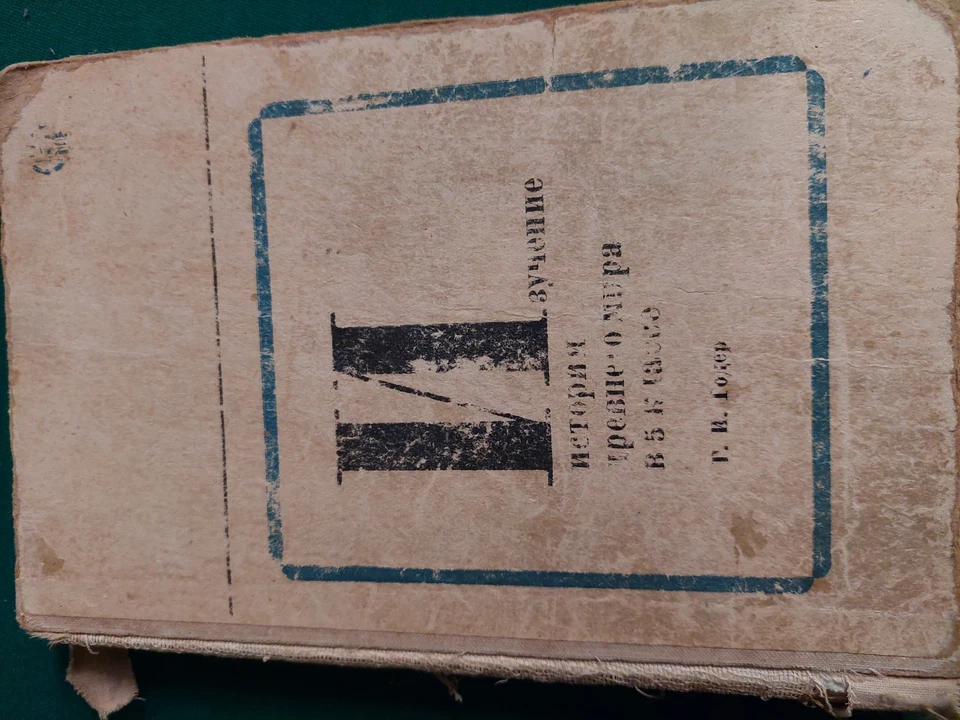 Изучение
истории
древнего мира
в 5 классе
Г. И. Годер